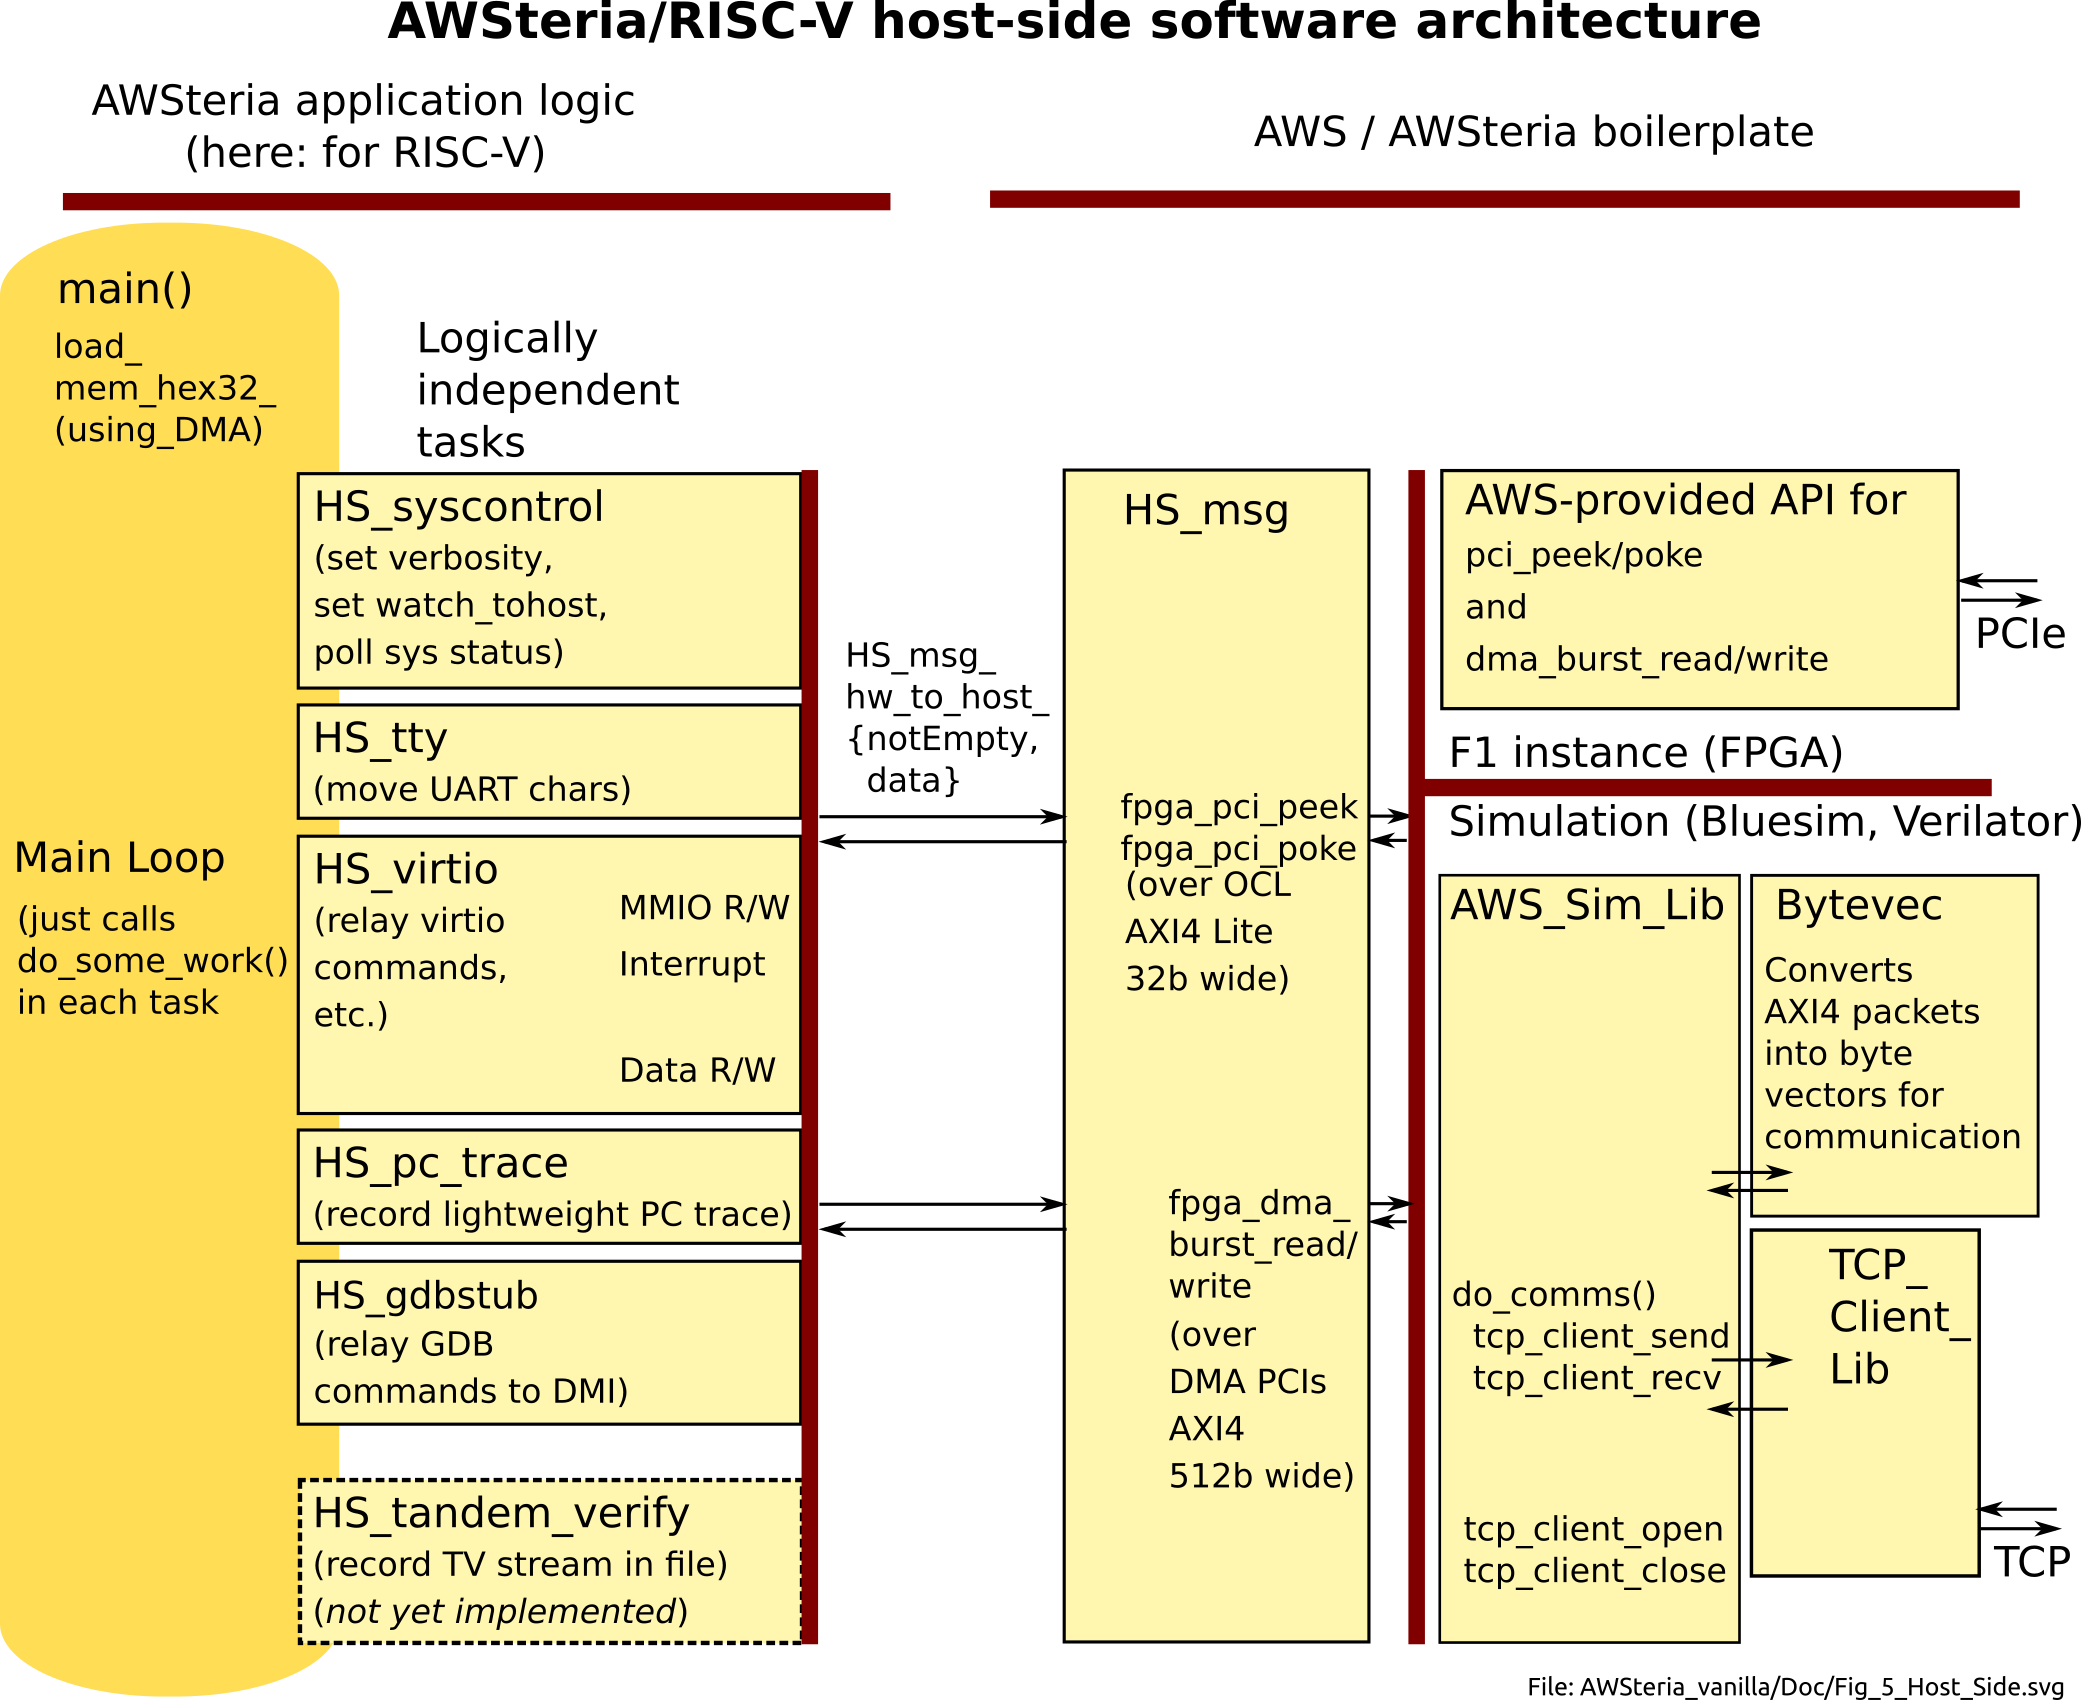 AWSteria/RISC-V host-side software architecture
AWSteria application logic
(here: for RISC-V)
AWS / AWSteria boilerplate
main()
load_
mem_hex32_
(using_DMA)
Logically
independent
tasks
Main Loop
(just calls
do_some_work()
in each task
HS_syscontrol
(set verbosity,
set watch_tohost,
poll sys status)
HS_tty
(move UART chars)
HS_virtio
(relay virtio
commands,
etc.)
MMIO R/W
Interrupt
Data R/W
HS_pc_trace
(record lightweight PC trace)
HS_gdbstub
(relay GDB
commands to DMI)
HS_tandem_verify
(record TV stream in file)
(not yet implemented)
HS_msg_
hw_to_host_
{notEmpty,
data}
HS_msg
fpga_pci_peek
fpga_pci_poke
(over OCL
AXI4 Lite
32b wide)
fpga_dma_
burst_read/
write
(over
DMA PCIs
AXI4
512b wide)
AWS-provided API for
pci_peek/poke
and
dma_burst_read/write
PCIe
F1 instance (FPGA)
Simulation (Bluesim, Verilator)
AWS_Sim_Lib
do_comms()
tcp_client_send
tcp_client_recv
tcp_client_open
tcp_client_close
Bytevec
Converts
AXI4 packets
into byte
vectors for
communication
TCP_
Client_
Lib
TCP
File: AWSteria_vanilla/Doc/Fig_5_Host_Side.svg